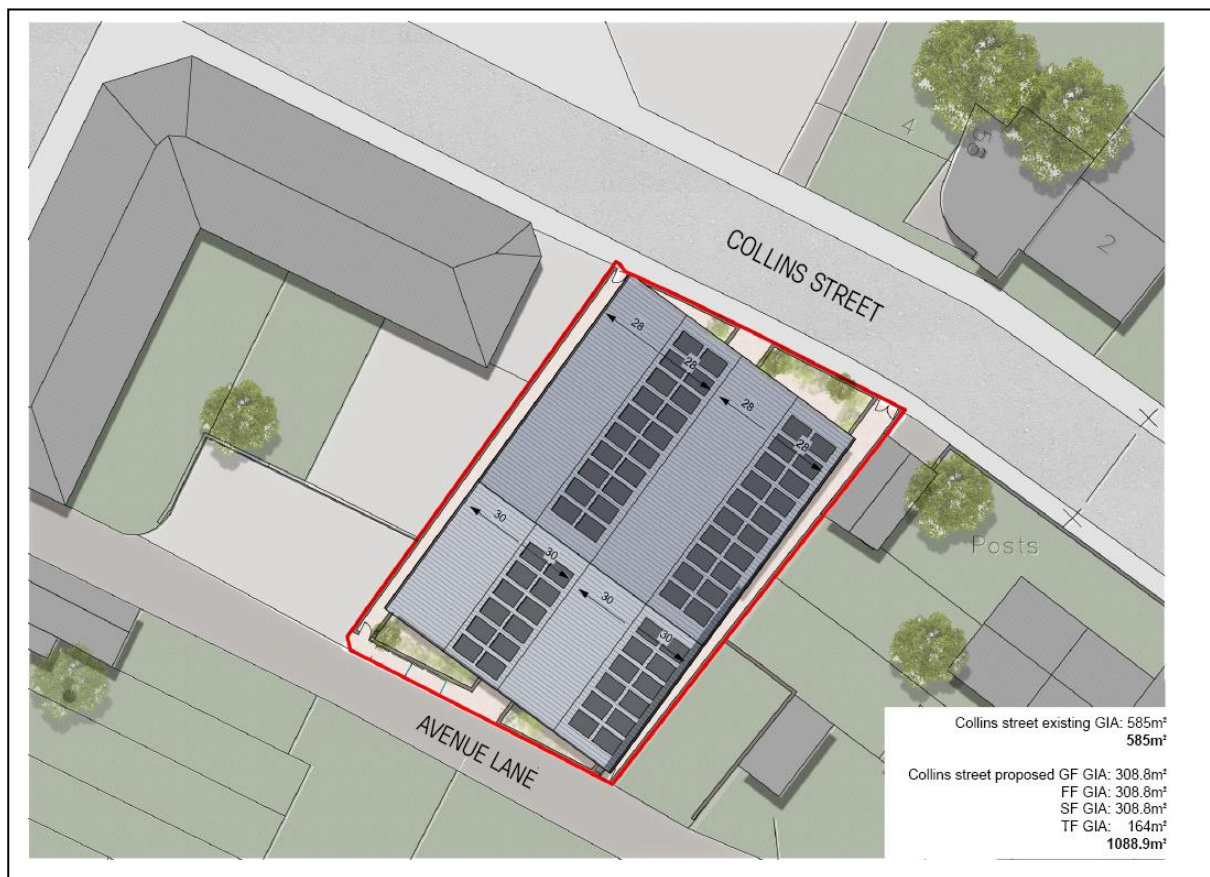 4
58
2
COLLINS STREET
28
28
28
28
30
30
30
30
Posts
AVENUE LANE
Collins street existing GIA: 585m²
585m²
Collins street proposed GF GIA: 308.8m²
FF GIA: 308.8m²
SF GIA: 308.8m²
TF GIA: 164m²
1088.9m²